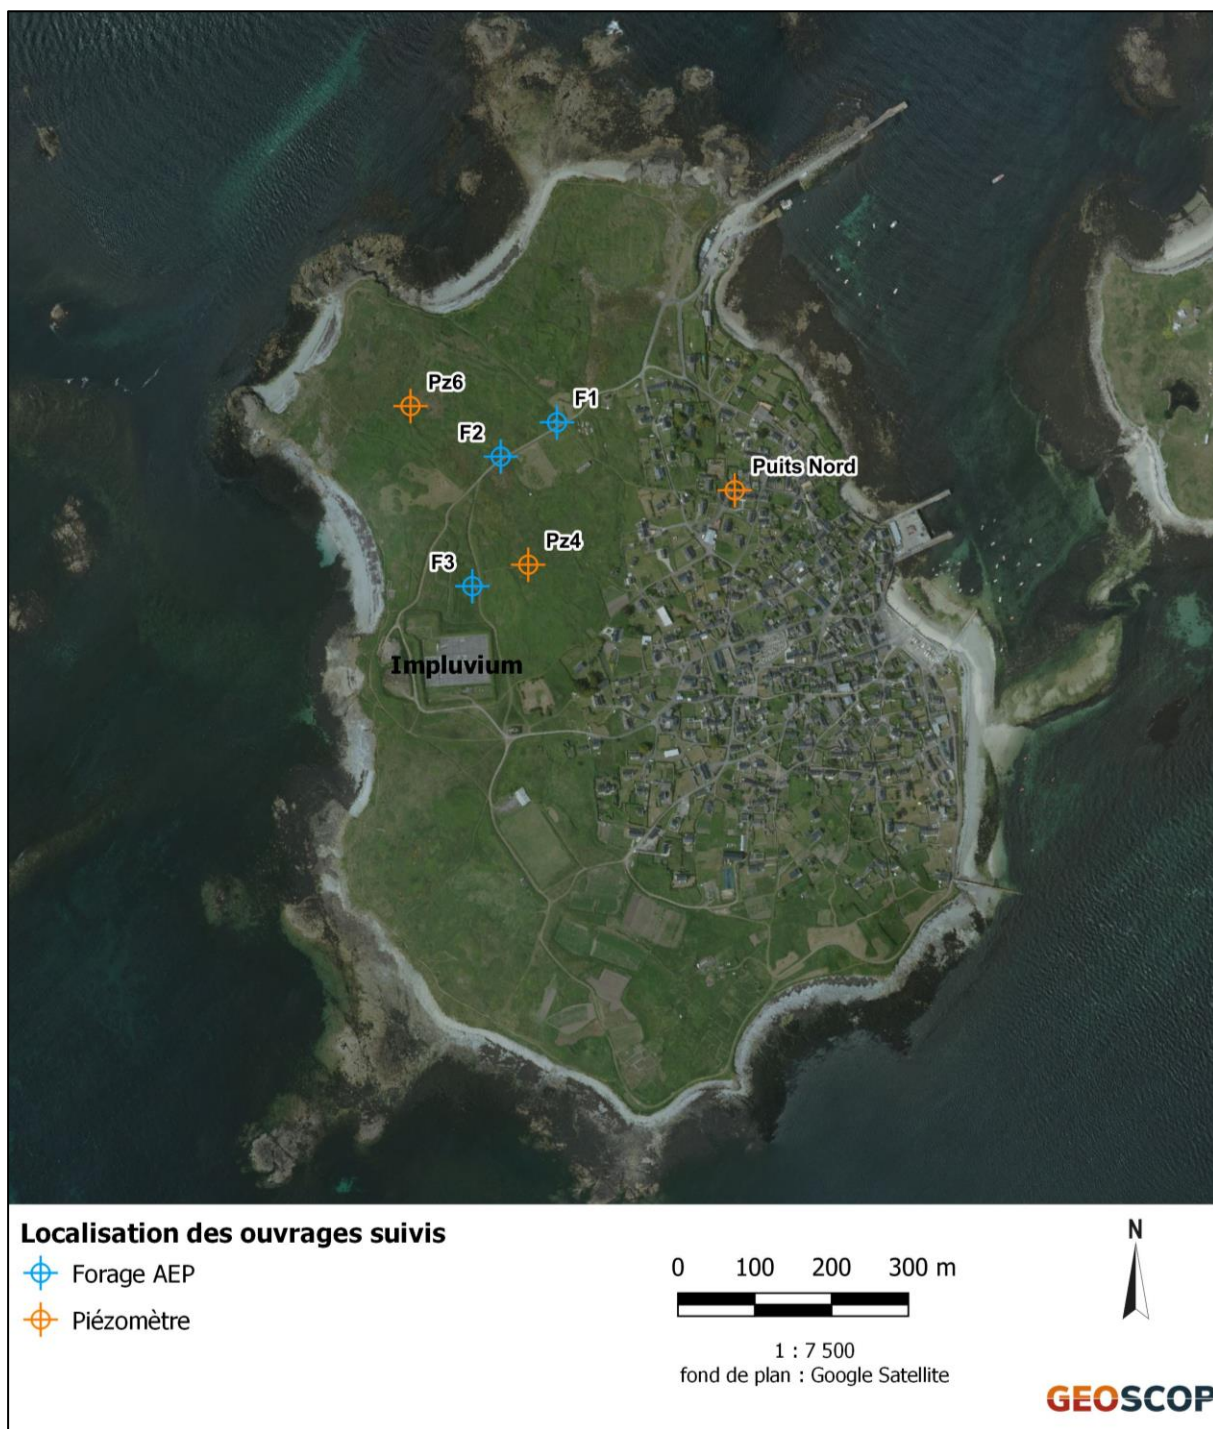 Pz6
F1
F2
Puits Nord
Pz4
F3
Impluvium
Localisation des ouvrages suivis
Forage AEP
Piézomètre
0 100 200 300 m
1 : 7 500
fond de plan : Google Satellite
N
GEOSCOP